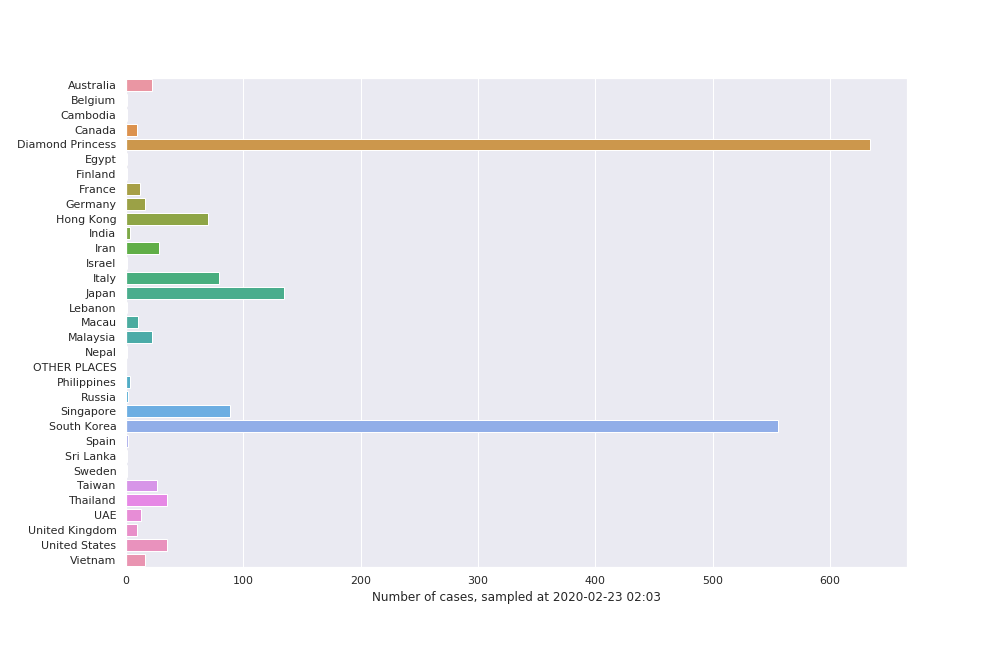 Australia
Belgium
Cambodia
Canada
Diamond Princess
Egypt
Finland
France
Germany
Hong Kong
India
Iran
Israel
Italy
Japan
Lebanon
Macau
Malaysia
Nepal
OTHER PLACES
Philippines
Russia
Singapore
South Korea
Spain
Sri Lanka
Sweden
Taiwan
Thailand
UAE
United Kingdom
United States
Vietnam
0 100 200 300 400 500 600
Number of cases, sampled at 2020-02-23 02:03